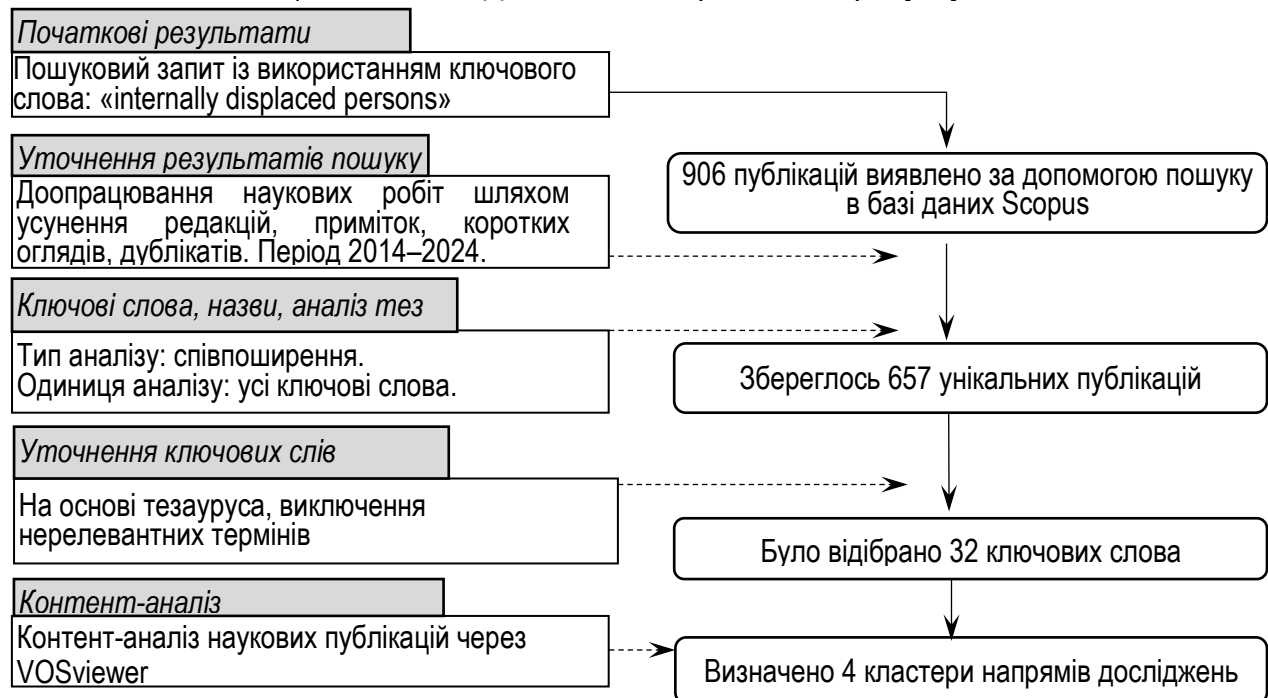 Початкові результати
Пошуковий запит із використанням ключового
слова: «internally displaced persons»
Уточнення результатів пошуку
Доопрацювання наукових робіт шляхом
усунення редакцій, приміток, коротких
оглядів, дублікатів. Період 2014–2024.
906 публікацій виявлено за допомогою пошуку
в базі даних Scopus
Ключові слова, назви, аналіз тез
Тип аналізу: співпоширення.
Одиниця аналізу: усі ключові слова.
Збереглось 657 унікальних публікацій
Уточнення ключових слів
На основі тезауруса, виключення
нерелевантних термінів
Було відібрано 32 ключових слова
Контент-аналіз
Контент-аналіз наукових публікацій через
VOSviewer
Визначено 4 кластери напрямів досліджень